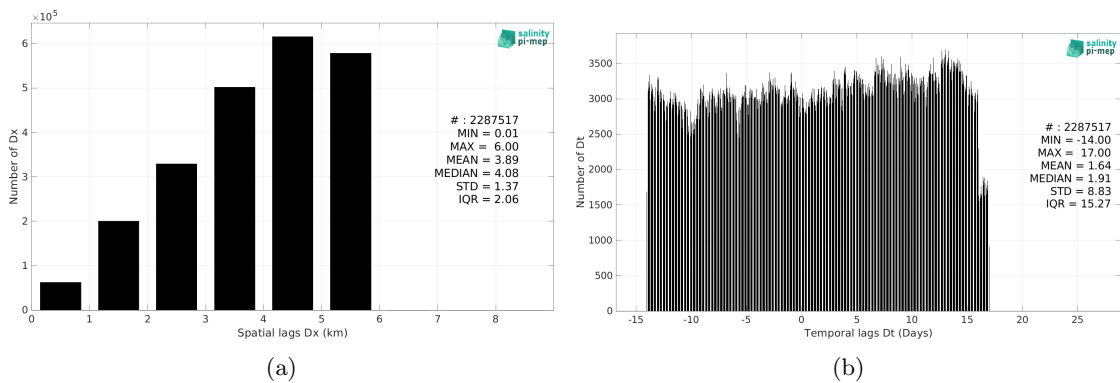 ×10⁵
salinity
pi-mep
6
5
4
3
2
1
0
Number of Dx
# : 2287517
MIN = 0.01
MAX = 6.00
MEAN = 3.89
MEDIAN = 4.08
STD = 1.37
IQR = 2.06
0 1 2 3 4 5 6 7 8
Spatial lags Dx (km)
(a)
salinity
pi-mep
3500
3000
2500
2000
1500
1000
500
0
Number of Dt
# : 2287517
MIN = -14.00
MAX = 17.00
MEAN = 1.64
MEDIAN = 1.91
STD = 8.83
IQR = 15.27
-15 -10 -5 0 5 10 15 20 25
Temporal lags Dt (Days)
(b)